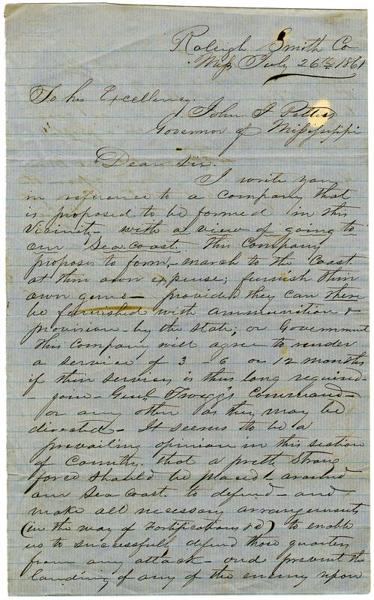 Raleigh Smith Co
Miss July 26th 1861
To his Excellency
John J Pettus
Governor of Mississippi
Dear Sir
I write you
in reference to a company that
is proposed to be formed in this
Vicinity with a view of going to
our Sea coast this Company
propose to form - march to the Coast
at their own expense; furnish their
own guns - provided they can then
be furnished with ammunition &
provision by the state, or Government
this Company will agree to render
a service of 3 6 or 12 months
if their service is thus long required -
join Genl Twigg's Command -
or any other as they may be
directed - It seems to be a
prevailing opinion in this section
of Country, that a pretty strong
force should be placed around
our Sea Coast to defend - and
make all necessary arrangements
(in the way of fortifications &c) to enable
us to successfully defend those quarters
from any attack - and prevent the
landing of any of the enemy upon